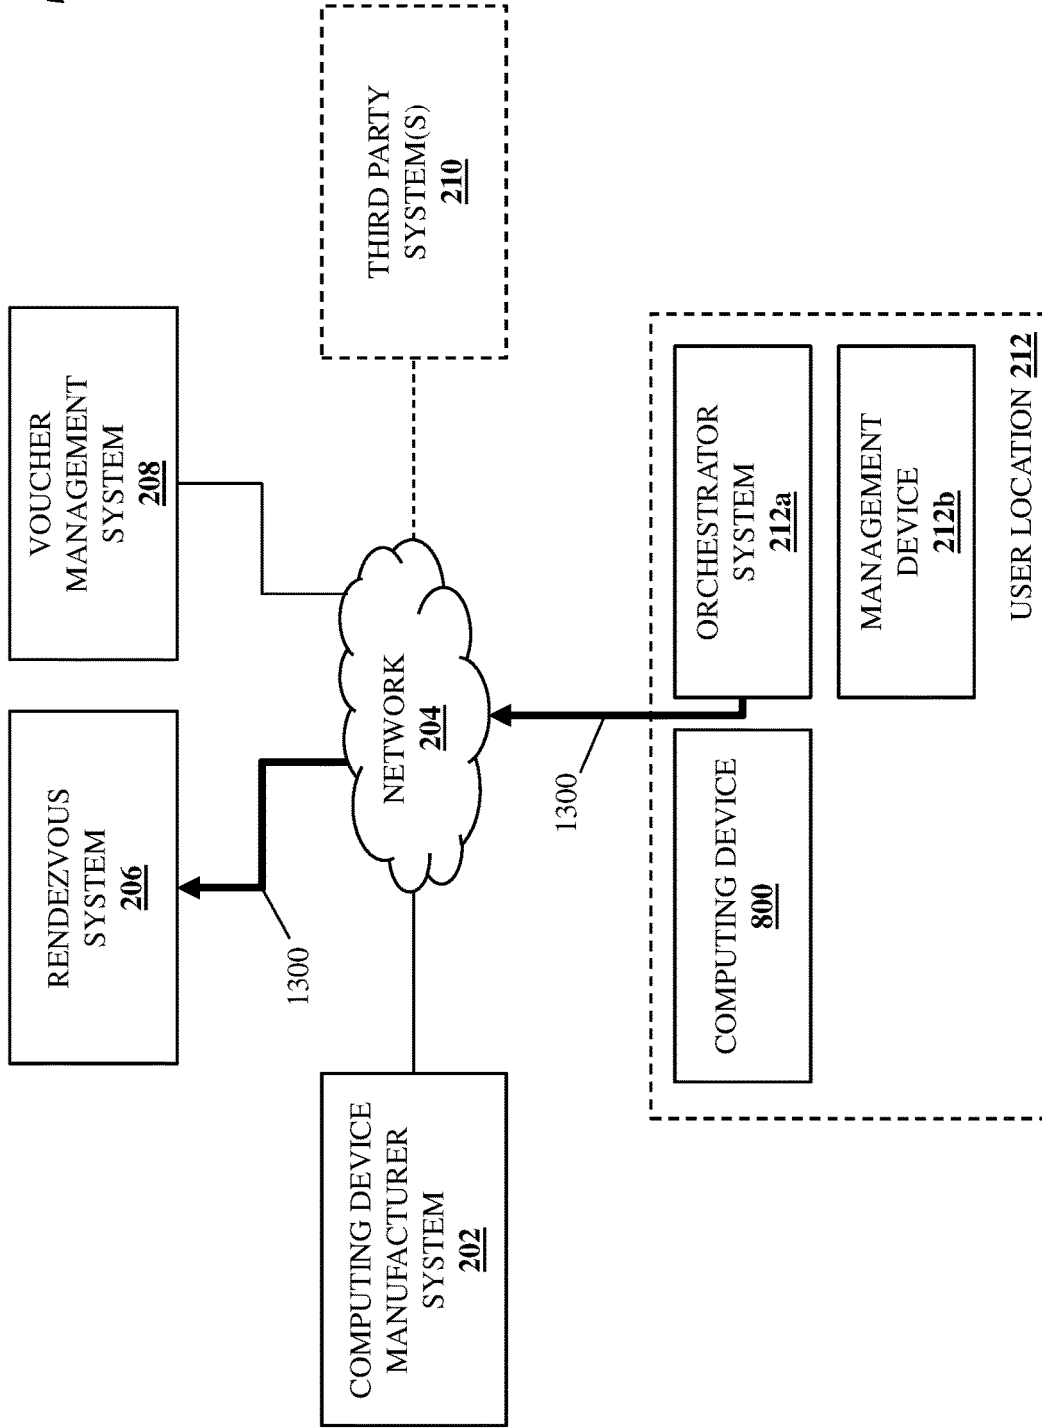 RENDEZVOUS
SYSTEM
206
VOUCHER
MANAGEMENT
SYSTEM
208
1300
COMPUTING DEVICE
MANUFACTURER
SYSTEM
202
NETWORK
204
THIRD PARTY
SYSTEM(S)
210
1300
COMPUTING DEVICE
800
ORCHESTRATOR
SYSTEM
212a
MANAGEMENT
DEVICE
212b
USER LOCATION 212